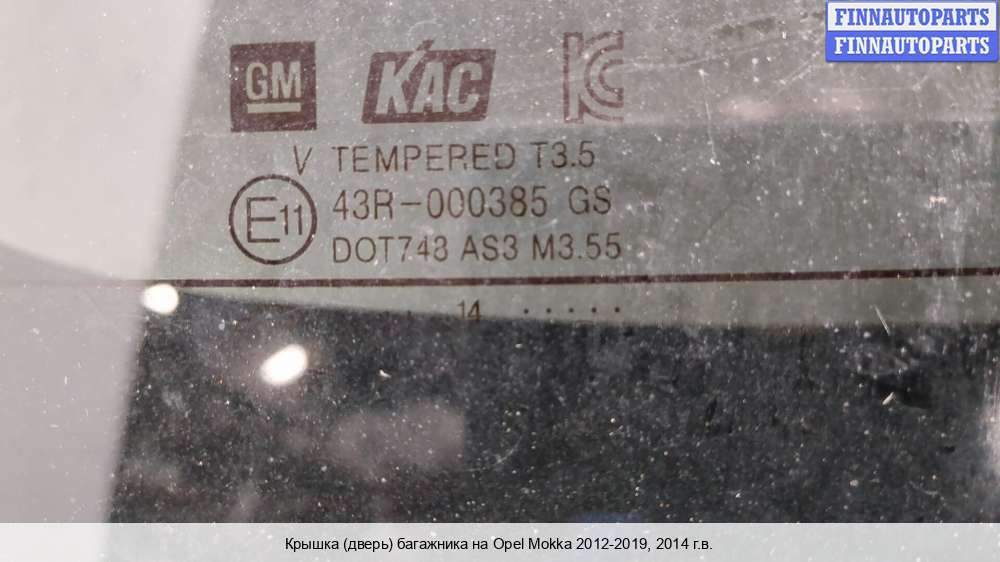 FINNAUTOPARTS
FINNAUTOPARTS
GM KAC KC
V TEMPERED T3.5
E11 43R-000385 GS
DOT743 AS3 M3.55
14 .....
Крышка (дверь) багажника на Opel Mokka 2012-2019, 2014 г.в.